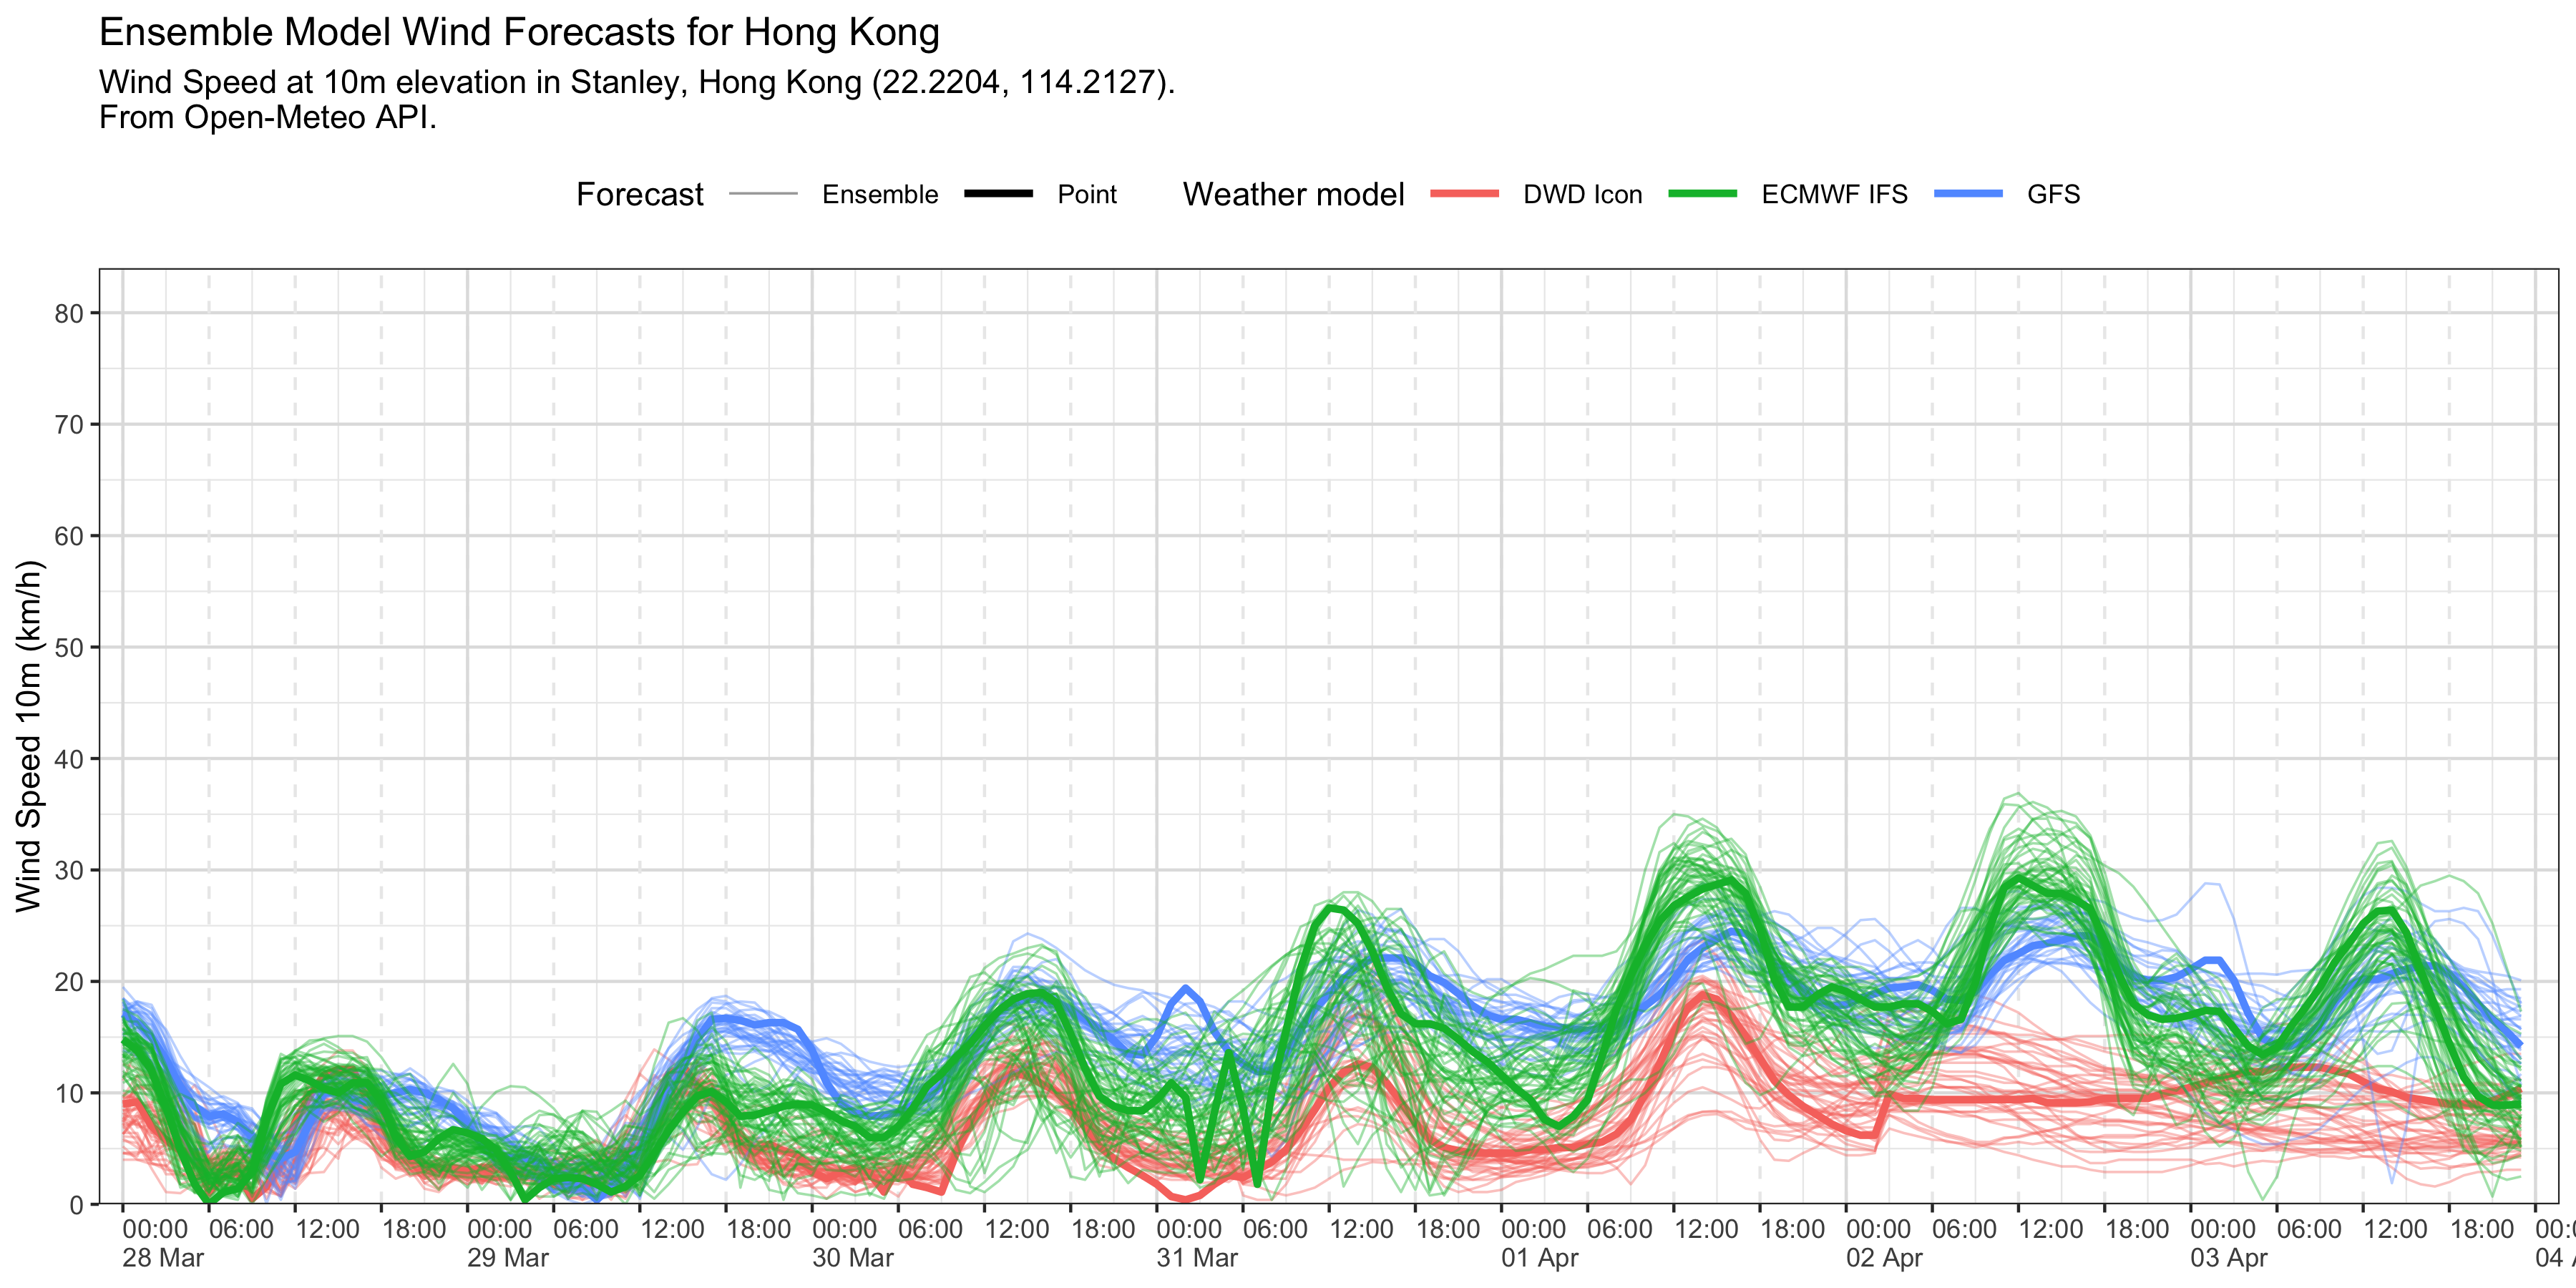 Ensemble Model Wind Forecasts for Hong Kong
Wind Speed at 10m elevation in Stanley, Hong Kong (22.2204, 114.2127).
From Open-Meteo API.
Forecast Ensemble Point Weather model DWD Icon ECMWF IFS GFS
Wind Speed 10m (km/h)
80
70
60
50
40
30
20
10
0
00:00 06:00 12:00 18:00 00:00 06:00 12:00 18:00 00:00 06:00 12:00 18:00 00:00 06:00 12:00 18:00 00:00 06:00 12:00 18:00 00:00 06:00 12:00 18:00 00:00 06:00 12:00 18:00 00:0
28 Mar 29 Mar 30 Mar 31 Mar 01 Apr 02 Apr 03 Apr 04 A